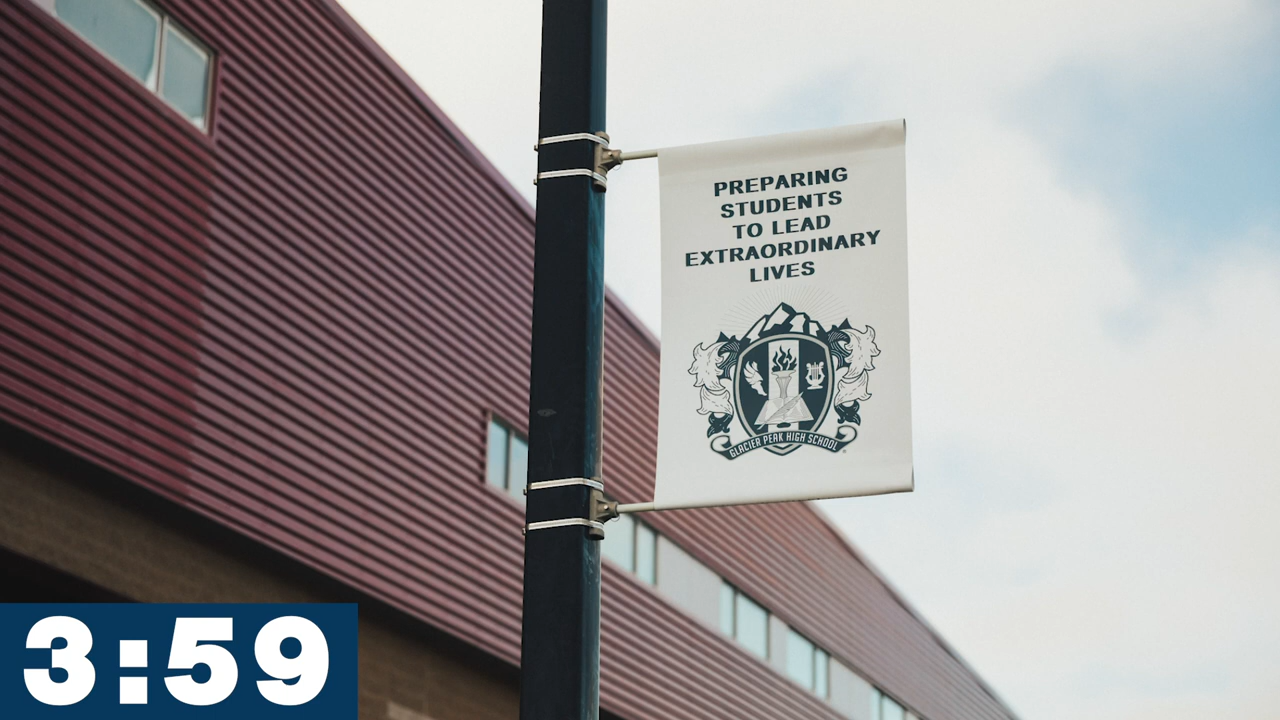 PREPARING
STUDENTS
TO LEAD
EXTRAORDINARY
LIVES
GLACIER PEAK HIGH SCHOOL
3:59